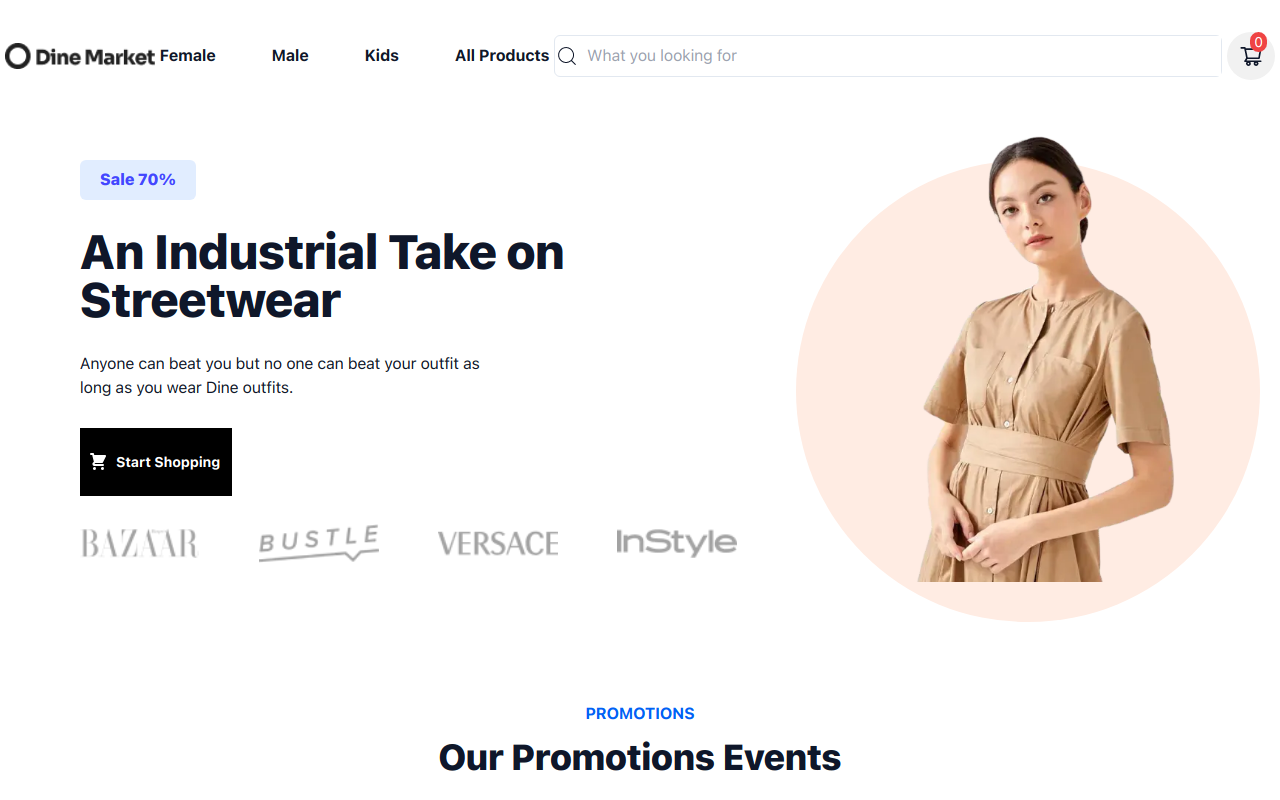 Dine Market Female Male Kids All Products What you looking for 0
Sale 70%
An Industrial Take on
Streetwear
Anyone can beat you but no one can beat your outfit as
long as you wear Dine outfits.
Start Shopping
BAZAAR BUSTLE VERSACE InStyle
PROMOTIONS
Our Promotions Events